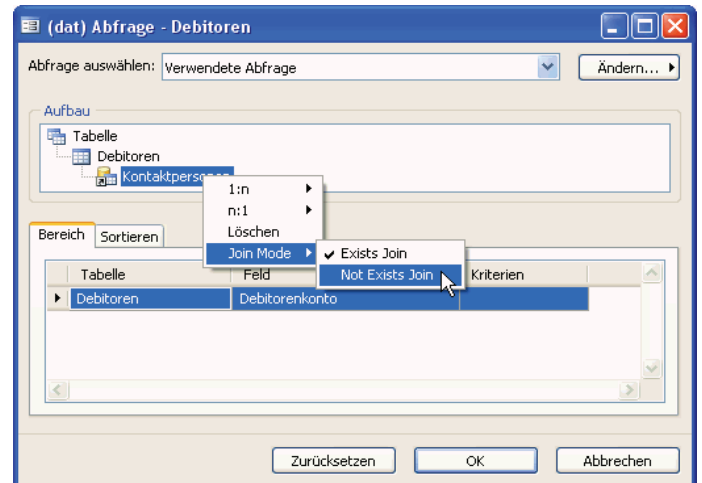 (dat) Abfrage - Debitoren
Abfrage auswählen: Verwendete Abfrage Ändern...
Aufbau
Tabelle
Debitoren
Kontaktpersonen
1:n
n:1
Löschen
Join Mode
Exists Join
Not Exists Join
Bereich Sortieren
Tabelle Feld Kriterien
Debitoren Debitorenkonto
Zurücksetzen OK Abbrechen